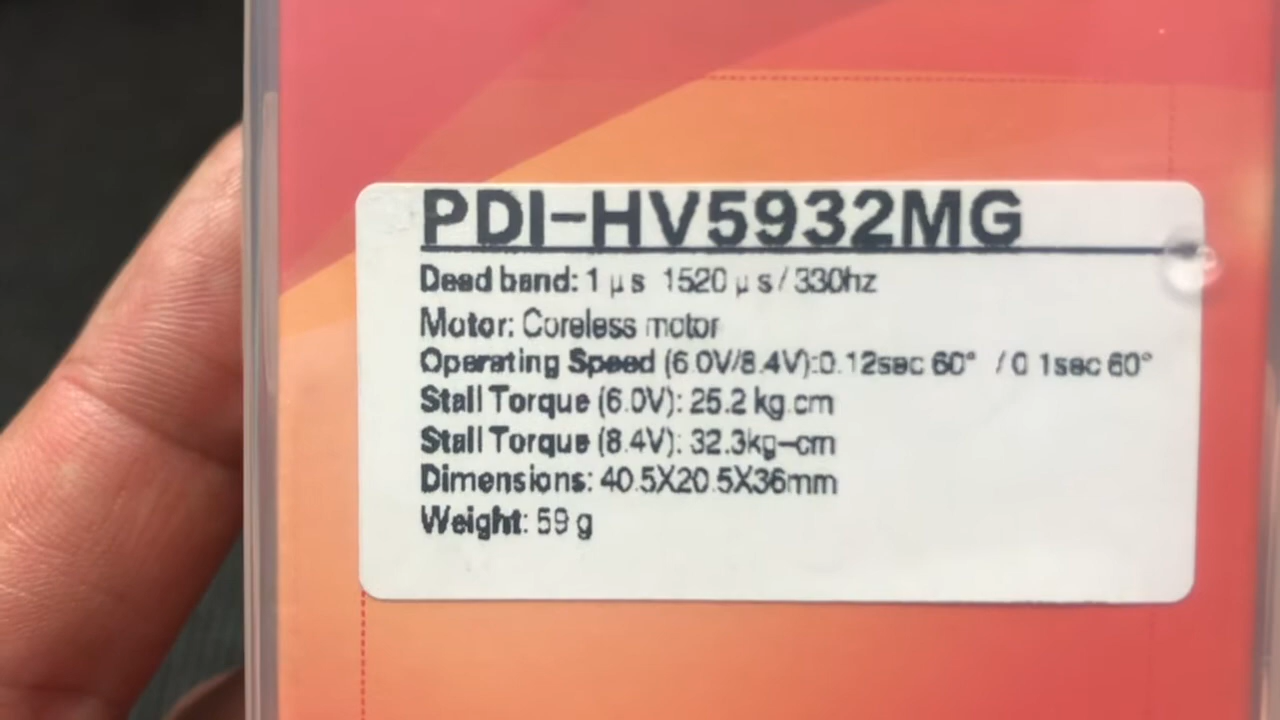 PDI-HV5932MG
Dead band: 1 μs 1520 μs / 330hz
Motor: Coreless motor
Operating Speed (6.0V/8.4V):0.12sec 60° / 0.1sec 60°
Stall Torque (6.0V): 25.2 kg.cm
Stall Torque (8.4V): 32.3kg-cm
Dimensions: 40.5X20.5X36mm
Weight: 59 g